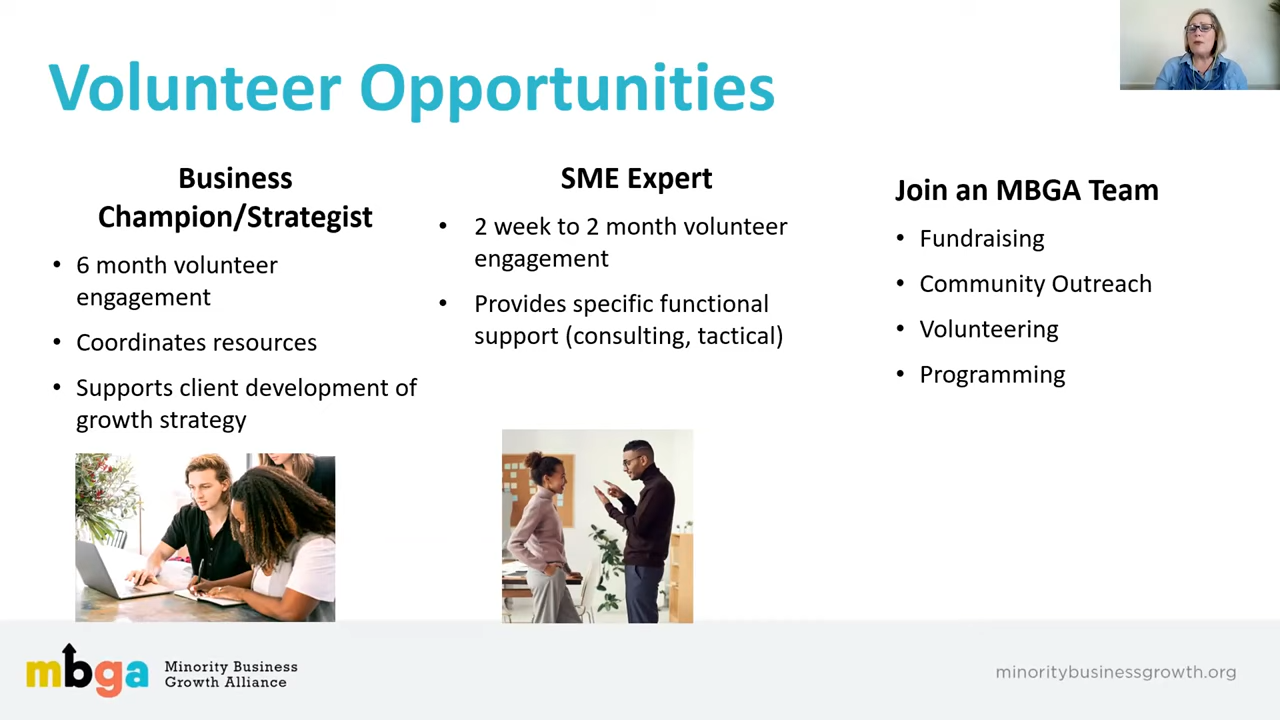 Volunteer Opportunities
Business
Champion/Strategist
• 6 month volunteer
engagement
• Coordinates resources
• Supports client development of
growth strategy
SME Expert
• 2 week to 2 month volunteer
engagement
• Provides specific functional
support (consulting, tactical)
Join an MBGA Team
• Fundraising
• Community Outreach
• Volunteering
• Programming
mbga
Minority Business
Growth Alliance
minoritybusinessgrowth.org